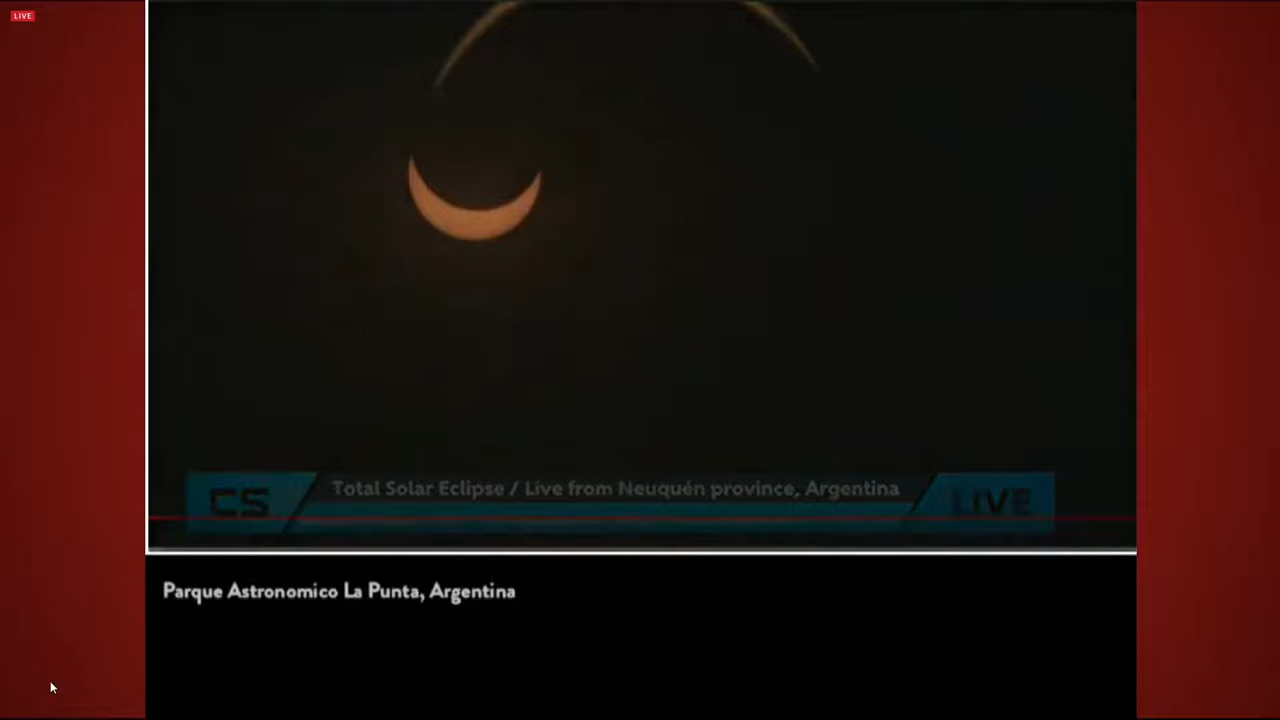 LIVE
CS
Total Solar Eclipse / Live from Neuquén province, Argentina
LIVE
Parque Astronomico La Punta, Argentina